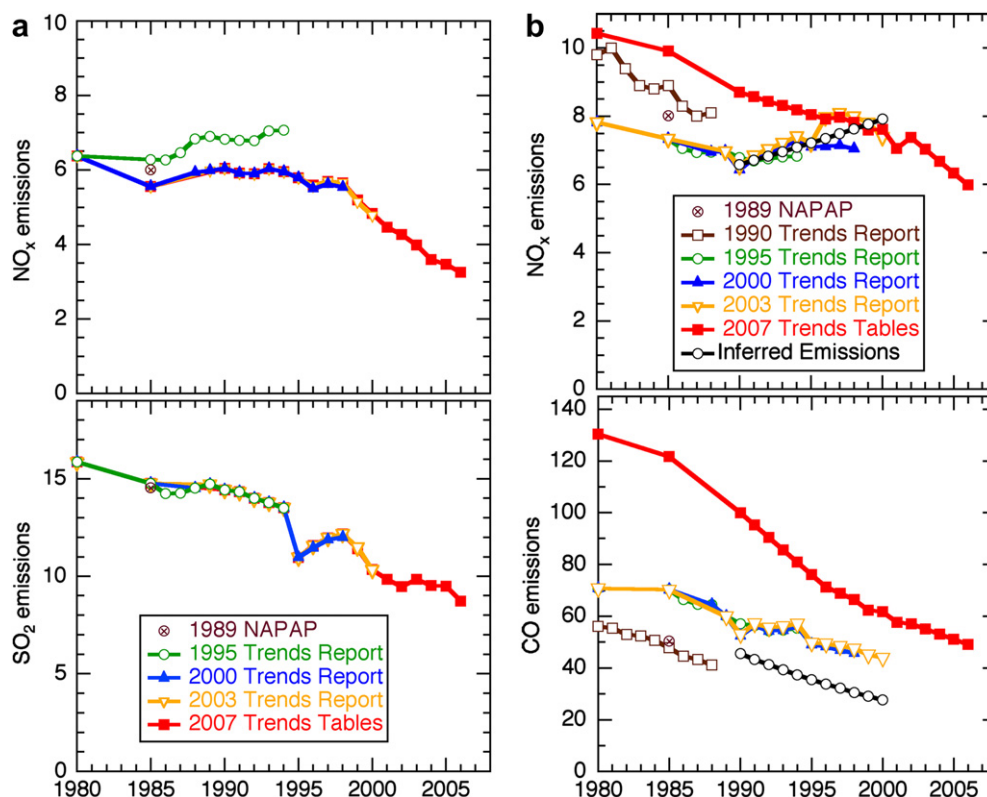 a
10
8
6
4
2
0
NOx emissions
15
10
5
0
SO2 emissions
1989 NAPAP
1995 Trends Report
2000 Trends Report
2003 Trends Report
2007 Trends Tables
1980 1985 1990 1995 2000 2005
b
10
8
6
4
2
0
NOx emissions
1989 NAPAP
1990 Trends Report
1995 Trends Report
2000 Trends Report
2003 Trends Report
2007 Trends Tables
Inferred Emissions
140
120
100
80
60
40
20
0
CO emissions
1980 1985 1990 1995 2000 2005